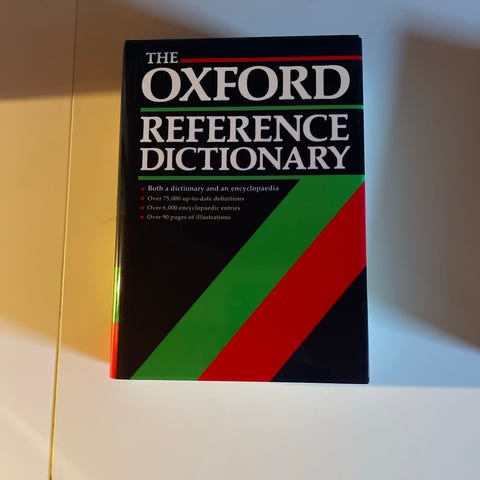 THE
OXFORD
REFERENCE
DICTIONARY
Both a dictionary and an encyclopaedia
Over 75,000 up-to-date definitions
Over 6,000 encyclopaedic entries
Over 90 pages of illustrations